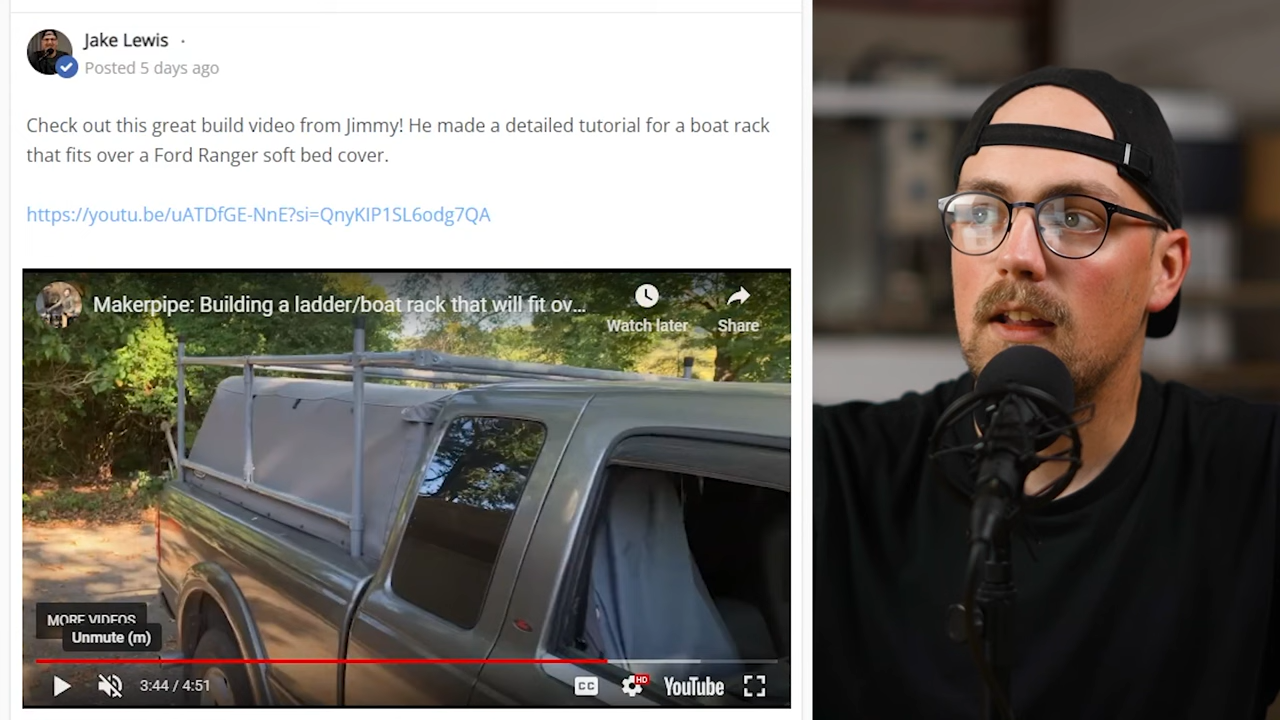 Jake Lewis ·
Posted 5 days ago
Check out this great build video from Jimmy! He made a detailed tutorial for a boat rack
that fits over a Ford Ranger soft bed cover.
https://youtu.be/uATDfGE-NnE?si=QnyKIP1SL6odg7QA
Makerpipe: Building a ladder/boat rack that will fit ov...
Watch later
Share
MORE VIDEOS
Unmute (m)
3:44 / 4:51
CC
HD
YouTube